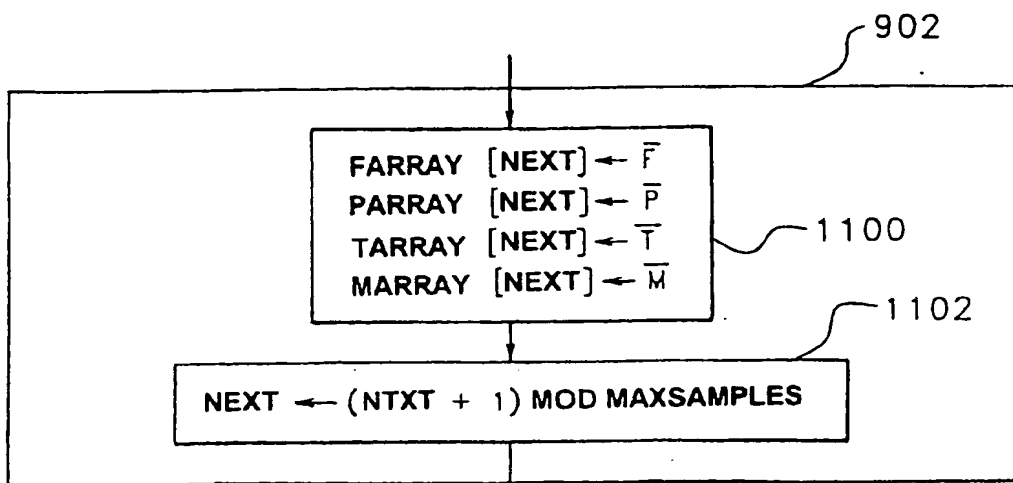 902
FARRAY [NEXT] ← F̅
PARRAY [NEXT] ← P̅
TARRAY [NEXT] ← T̅
MARRAY [NEXT] ← M̅
1100
1102
NEXT ← (NTXT + 1) MOD MAXSAMPLES